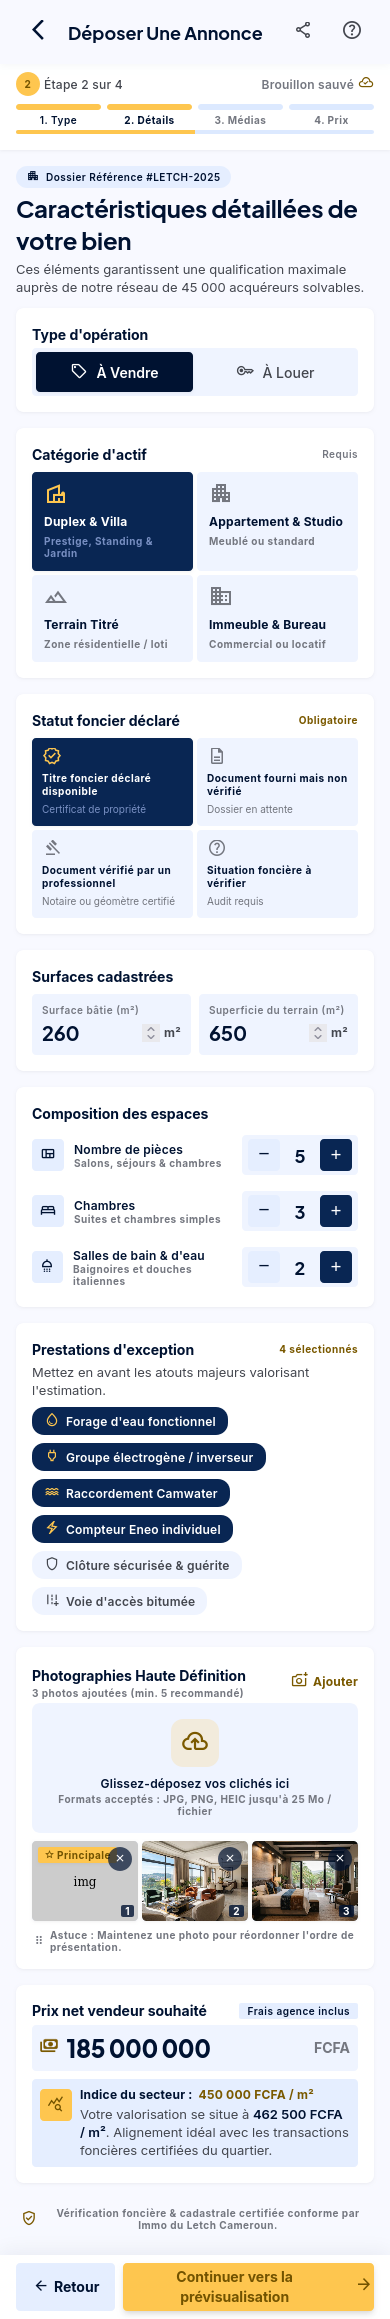 Déposer Une Annonce
2 Étape 2 sur 4
Brouillon sauvé
1. Type
2. Détails
3. Médias
4. Prix
Dossier Référence #LETCH-2025
Caractéristiques détaillées de
votre bien
Ces éléments garantissent une qualification maximale
auprès de notre réseau de 45 000 acquéreurs solvables.
Type d'opération
À Vendre
À Louer
Catégorie d'actif
Requis
Duplex & Villa
Prestige, Standing &
Jardin
Appartement & Studio
Meublé ou standard
Terrain Titré
Zone résidentielle / loti
Immeuble & Bureau
Commercial ou locatif
Statut foncier déclaré
Obligatoire
Titre foncier déclaré
disponible
Certificat de propriété
Document fourni mais non
vérifié
Dossier en attente
Document vérifié par un
professionnel
Notaire ou géomètre certifié
Situation foncière à
vérifier
Audit requis
Surfaces cadastrées
Surface bâtie (m²)
260 m²
Superficie du terrain (m²)
650 m²
Composition des espaces
Nombre de pièces
Salons, séjours & chambres
− 5 +
Chambres
Suites et chambres simples
− 3 +
Salles de bain & d'eau
Baignoires et douches
italiennes
− 2 +
Prestations d'exception
4 sélectionnés
Mettez en avant les atouts majeurs valorisant
l'estimation.
Forage d'eau fonctionnel
Groupe électrogène / inverseur
Raccordement Camwater
Compteur Eneo individuel
Clôture sécurisée & guérite
Voie d'accès bitumée
Photographies Haute Définition
3 photos ajoutées (min. 5 recommandé)
Ajouter
Glissez-déposez vos clichés ici
Formats acceptés : JPG, PNG, HEIC jusqu'à 25 Mo /
fichier
Principale
img
1
2
3
Astuce : Maintenez une photo pour réordonner l'ordre de
présentation.
Prix net vendeur souhaité
Frais agence inclus
185 000 000 FCFA
Indice du secteur : 450 000 FCFA / m²
Votre valorisation se situe à 462 500 FCFA
/ m². Alignement idéal avec les transactions
foncières certifiées du quartier.
Vérification foncière & cadastrale certifiée conforme par
Immo du Letch Cameroun.
Retour
Continuer vers la
prévisualisation